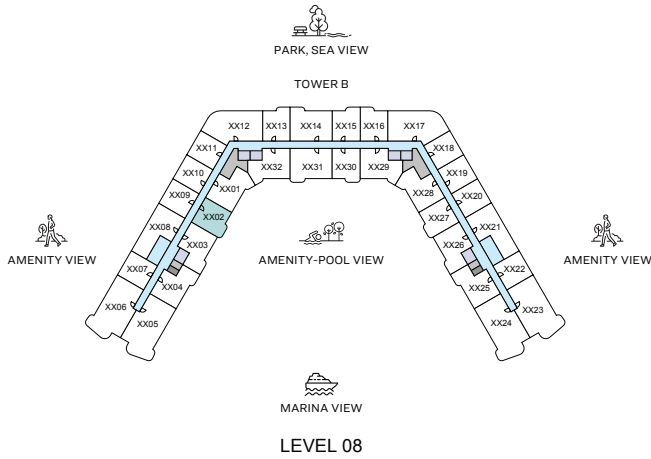 PARK, SEA VIEW
TOWER B
XX12
XX13
XX14
XX15
XX16
XX17
XX11
XX32
XX31
XX30
XX29
XX18
XX10
XX01
XX28
XX19
XX09
XX02
XX27
XX20
XX08
XX03
XX26
XX21
XX07
XX04
XX25
XX22
XX06
XX05
XX24
XX23
AMENITY VIEW
AMENITY-POOL VIEW
AMENITY VIEW
MARINA VIEW
LEVEL 08